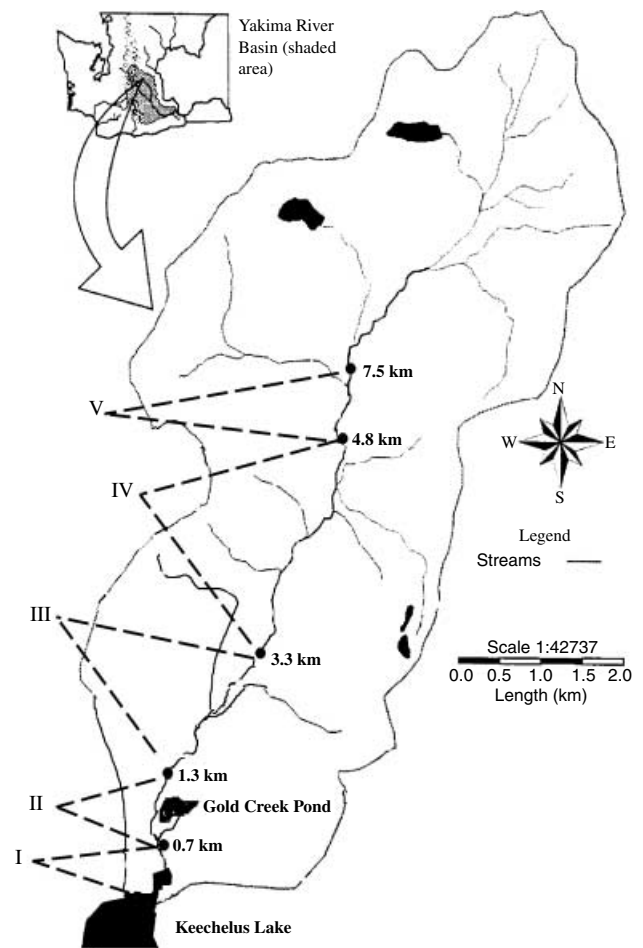 Yakima River
Basin (shaded
area)
7.5 km
V
4.8 km
N
W E
S
IV
Legend
Streams
III
Scale 1:42737
0.0 0.5 1.0 1.5 2.0
Length (km)
3.3 km
1.3 km
II
Gold Creek Pond
0.7 km
I
Keechelus Lake